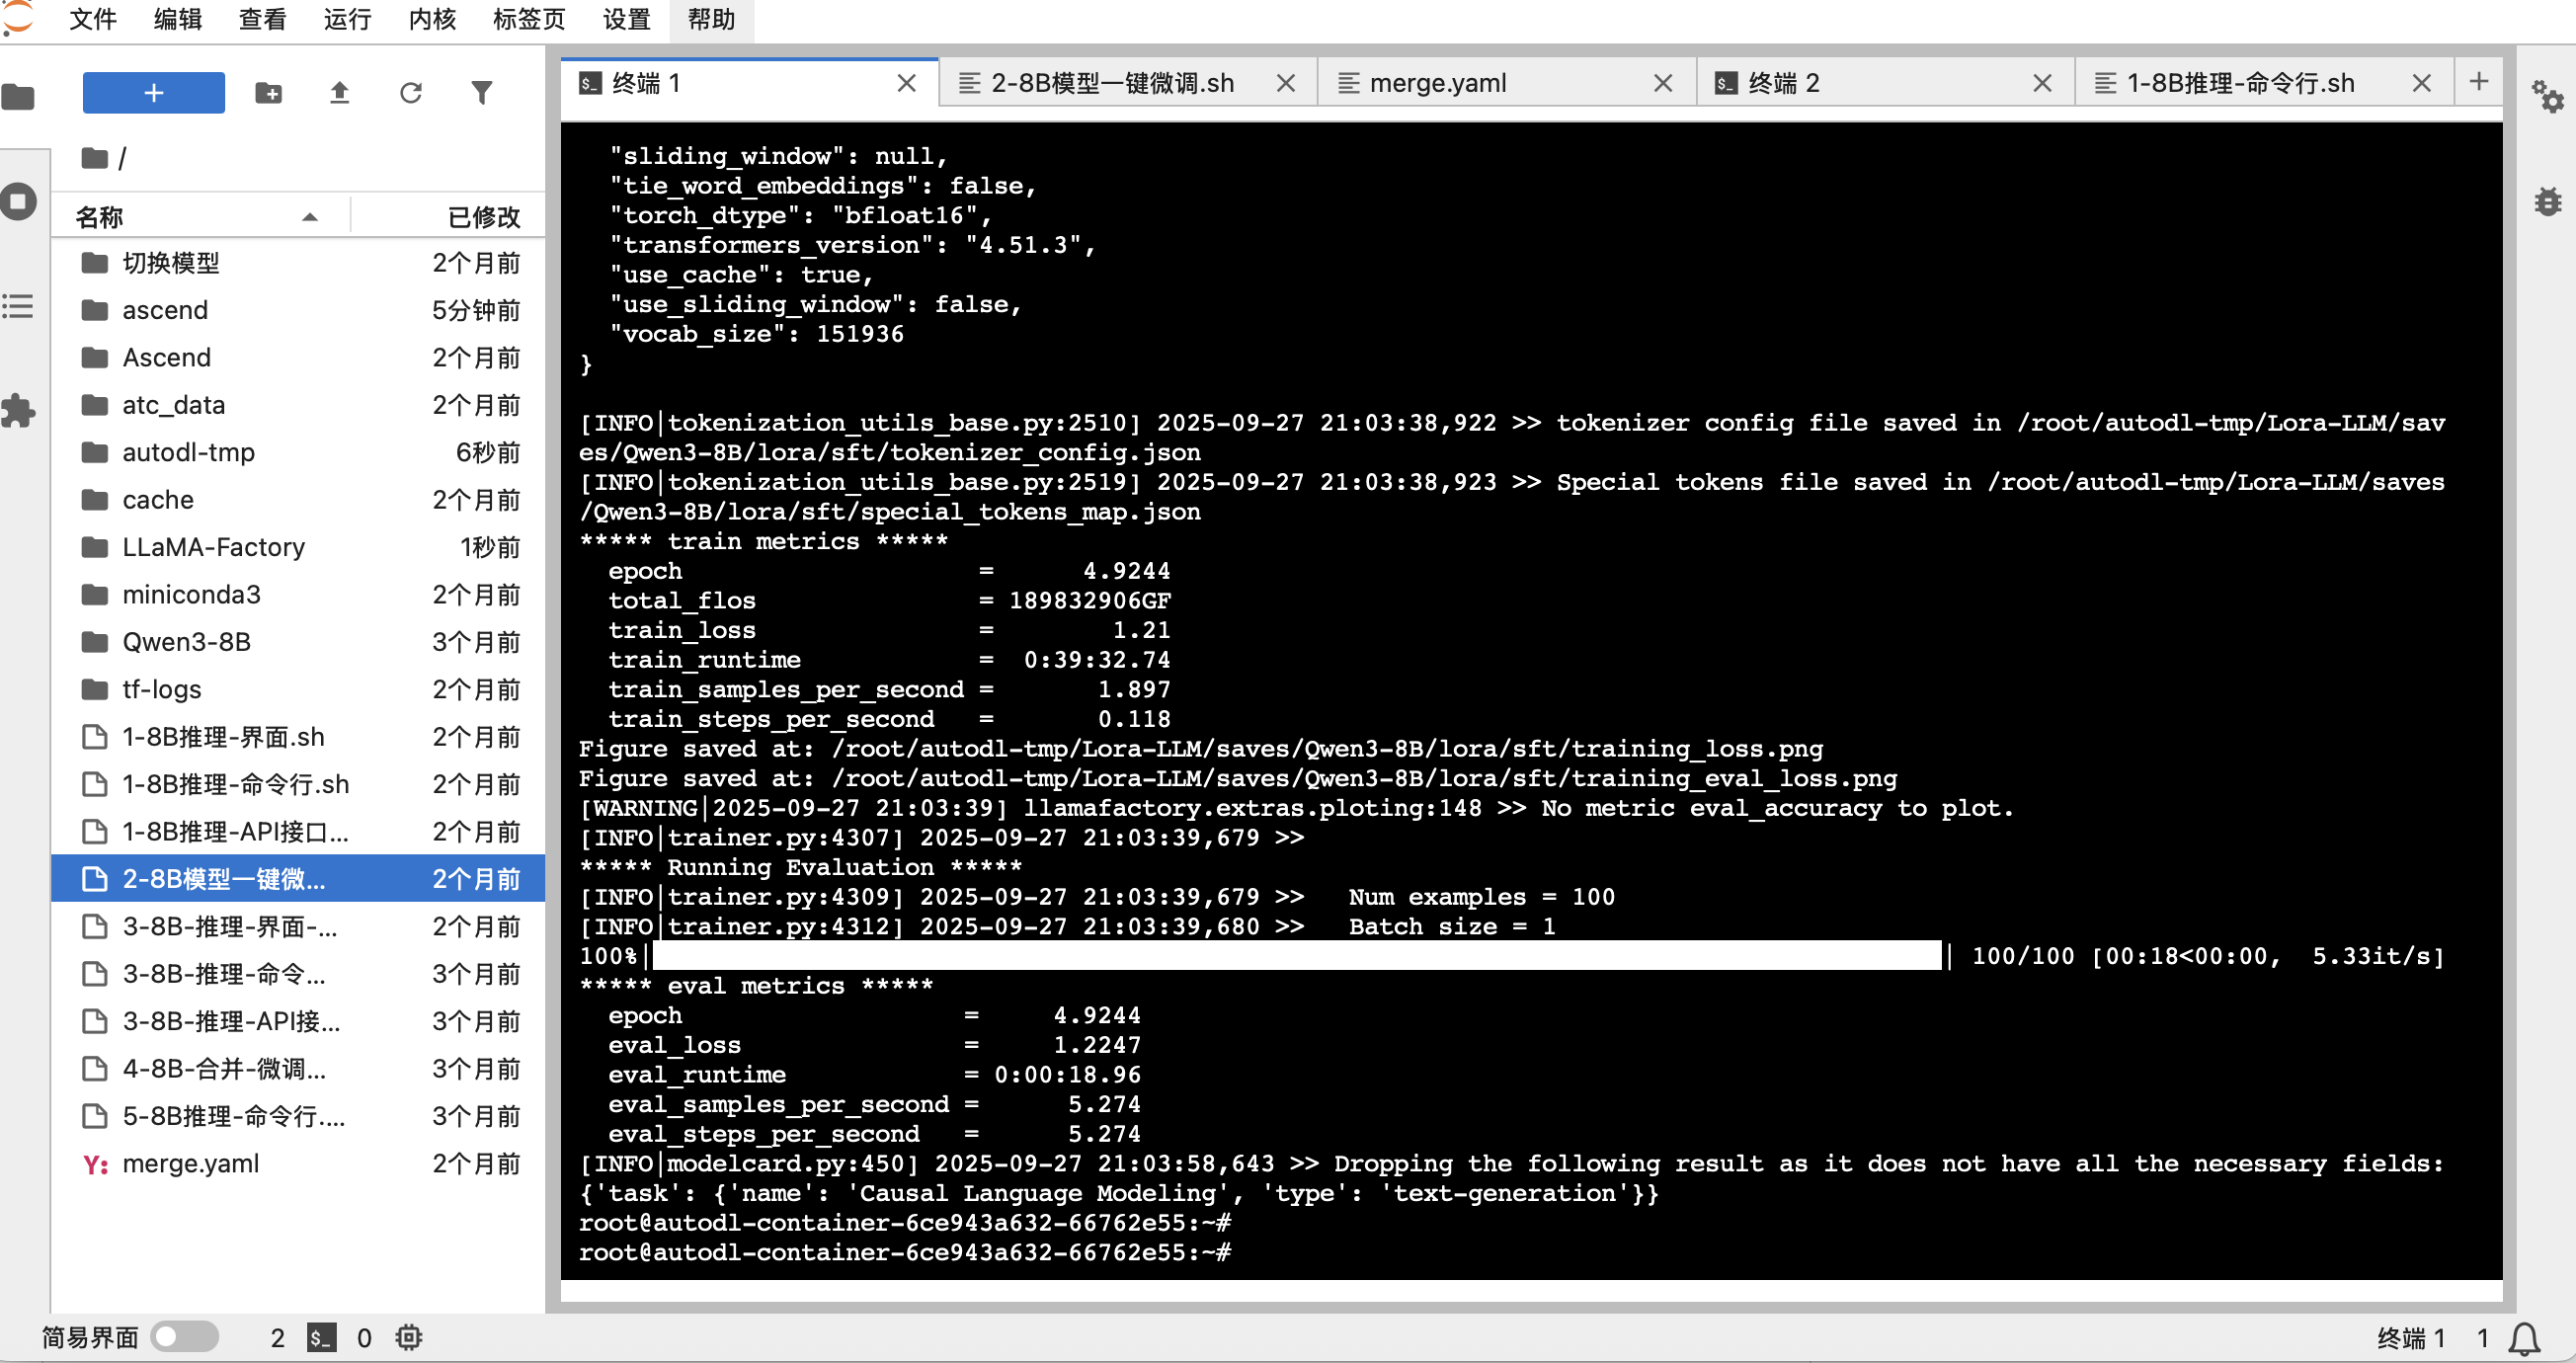 文件 编辑 查看 运行 内核 标签页 设置 帮助
/
名称 已修改
切换模型 2个月前
ascend 5分钟前
Ascend 2个月前
atc_data 2个月前
autodl-tmp 6秒前
cache 2个月前
LLaMA-Factory 1秒前
miniconda3 2个月前
Qwen3-8B 3个月前
tf-logs 2个月前
1-8B推理-界面.sh 2个月前
1-8B推理-命令行.sh 2个月前
1-8B推理-API接口... 2个月前
2-8B模型一键微... 2个月前
3-8B-推理-界面-... 2个月前
3-8B-推理-命令... 3个月前
3-8B-推理-API接... 3个月前
4-8B-合并-微调... 3个月前
5-8B推理-命令行.... 3个月前
Y: merge.yaml 2个月前
终端 1 2-8B模型一键微调.sh merge.yaml 终端 2 1-8B推理-命令行.sh
"sliding_window": null,
"tie_word_embeddings": false,
"torch_dtype": "bfloat16",
"transformers_version": "4.51.3",
"use_cache": true,
"use_sliding_window": false,
"vocab_size": 151936
}
[INFO|tokenization_utils_base.py:2510] 2025-09-27 21:03:38,922 >> tokenizer config file saved in /root/autodl-tmp/Lora-LLM/sav
es/Qwen3-8B/lora/sft/tokenizer_config.json
[INFO|tokenization_utils_base.py:2519] 2025-09-27 21:03:38,923 >> Special tokens file saved in /root/autodl-tmp/Lora-LLM/saves
/Qwen3-8B/lora/sft/special_tokens_map.json
***** train metrics *****
epoch = 4.9244
total_flos = 189832906GF
train_loss = 1.21
train_runtime = 0:39:32.74
train_samples_per_second = 1.897
train_steps_per_second = 0.118
Figure saved at: /root/autodl-tmp/Lora-LLM/saves/Qwen3-8B/lora/sft/training_loss.png
Figure saved at: /root/autodl-tmp/Lora-LLM/saves/Qwen3-8B/lora/sft/training_eval_loss.png
[WARNING|2025-09-27 21:03:39] llamafactory.extras.ploting:148 >> No metric eval_accuracy to plot.
[INFO|trainer.py:4307] 2025-09-27 21:03:39,679 >>
***** Running Evaluation *****
[INFO|trainer.py:4309] 2025-09-27 21:03:39,679 >> Num examples = 100
[INFO|trainer.py:4312] 2025-09-27 21:03:39,680 >> Batch size = 1
100%| | 100/100 [00:18<00:00, 5.33it/s]
***** eval metrics *****
epoch = 4.9244
eval_loss = 1.2247
eval_runtime = 0:00:18.96
eval_samples_per_second = 5.274
eval_steps_per_second = 5.274
[INFO|modelcard.py:450] 2025-09-27 21:03:58,643 >> Dropping the following result as it does not have all the necessary fields:
{'task': {'name': 'Causal Language Modeling', 'type': 'text-generation'}}
root@autodl-container-6ce943a632-66762e55:~#
root@autodl-container-6ce943a632-66762e55:~#
简易界面 2 $_ 0 终端 1 1